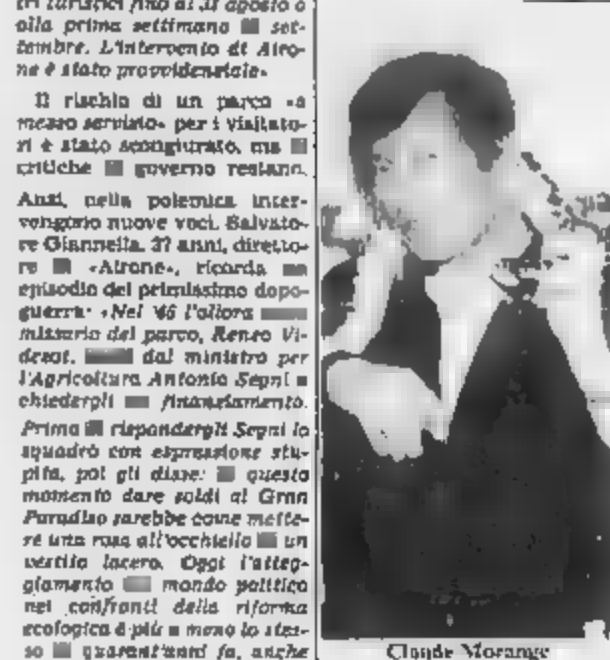 tri turistici fino al 31 agosto o
alla prima settimana set-
tembre. L'intervento di Airo-
ne è stato provvidenziale»
Il rischio di un parco «a
mezzo servizio» per i visitato-
ri è stato scongiurato, ma
critiche governo restano.
Anzi, nella polemica inter-
vengono nuove voci. Salvato-
re Giannella, 37 anni, diretto-
re «Airone», ricorda
episodio del primissimo dopo-
guerra: «Nel '45 l'allora
missario del parco, Renzo Vi-
desot, dal ministro per
l'Agricoltura Antonio Segni
chiedergli finanziamento.
Prima rispondergli Segni lo
squadrò con espressione stu-
pita, poi gli disse: questo
momento dare soldi al Gran
Paradiso sarebbe come mette-
re una rosa all'occhiello un
vestito lacero. Oggi l'atteg-
giamento mondo politico
nei confronti della riforma
ecologica è più o meno lo stes-
so quarant'anni fa, anche
Claude Morange